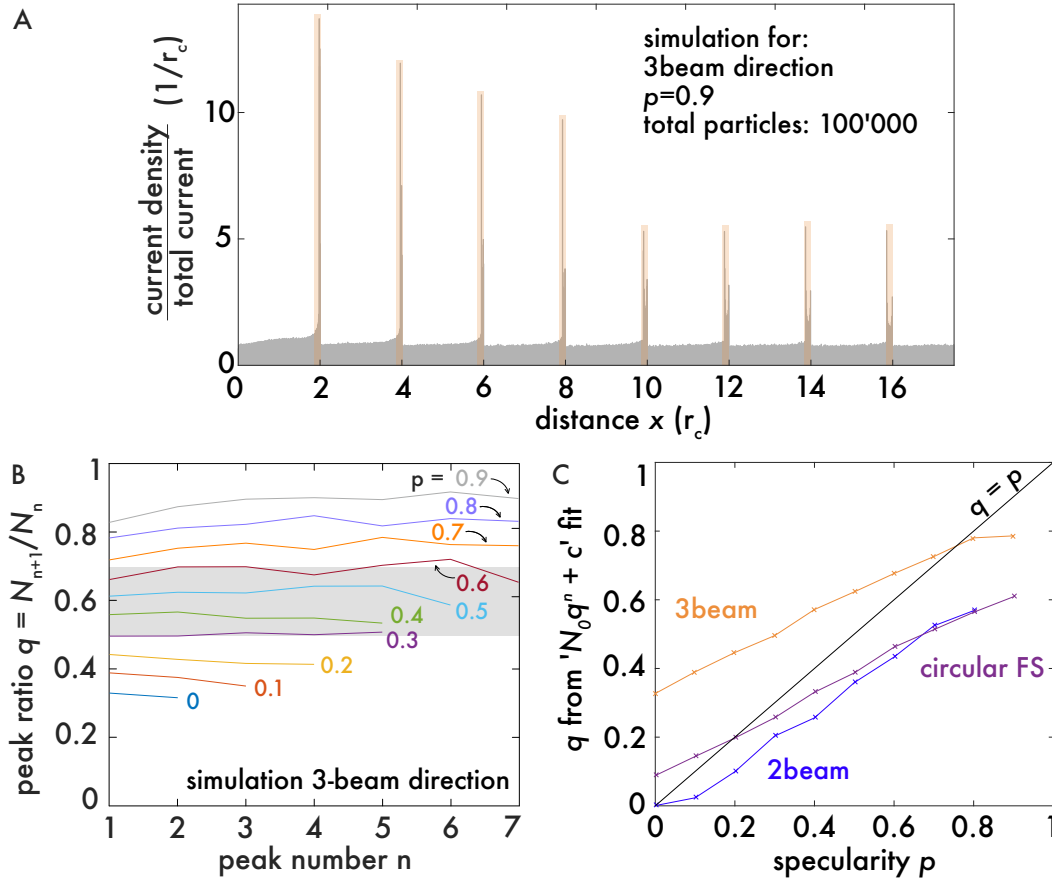 A
current density
total current
(1/r_c)
simulation for:
3beam direction
p=0.9
total particles: 100'000
10
5
0
0 2 4 6 8 10 12 14 16
distance x (r_c)
B
peak ratio q = N_{n+1}/N_n
1
0.8
0.6
0.4
0.2
0
p = 0.9
0.8
0.7
0.6
0.5
0.4
0.3
0.2
0.1
0
simulation 3-beam direction
1 2 3 4 5 6 7
peak number n
C
q from 'N_0q^n + c' fit
1
0.8
0.6
0.4
0.2
0
q = p
3beam
circular FS
2beam
0 0.2 0.4 0.6 0.8 1
specularity p